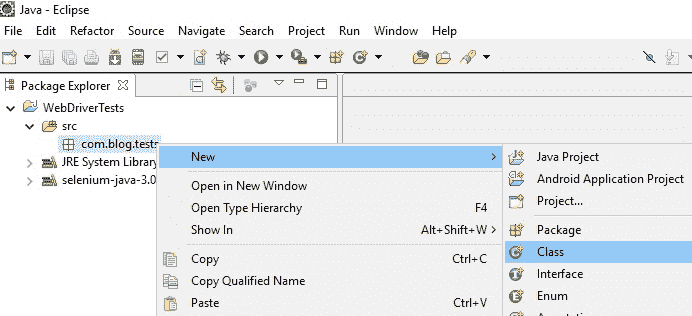 Java - Eclipse
File Edit Source Refactor Navigate Search Project Run Window Help
Package Explorer
WebDriverTests
src
com.blog.tests
JRE System Library
selenium-java-3.0
New
Open in New Window
Open Type Hierarchy F4
Show In Alt+Shift+W
Copy Ctrl+C
Copy Qualified Name
Paste Ctrl+V
Java Project
Android Application Project
Project...
Package
Class
Interface
Enum